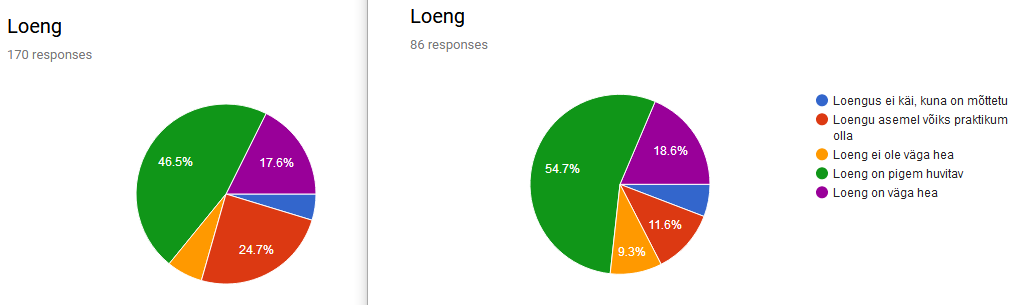 Loeng
170 responses
46.5%
17.6%
24.7%
Loeng
86 responses
54.7%
18.6%
11.6%
9.3%
Loengus ei käi, kuna on mõttetu
Loengu asemel võiks praktikum
olla
Loeng ei ole väga hea
Loeng on pigem huvitav
Loeng on väga hea